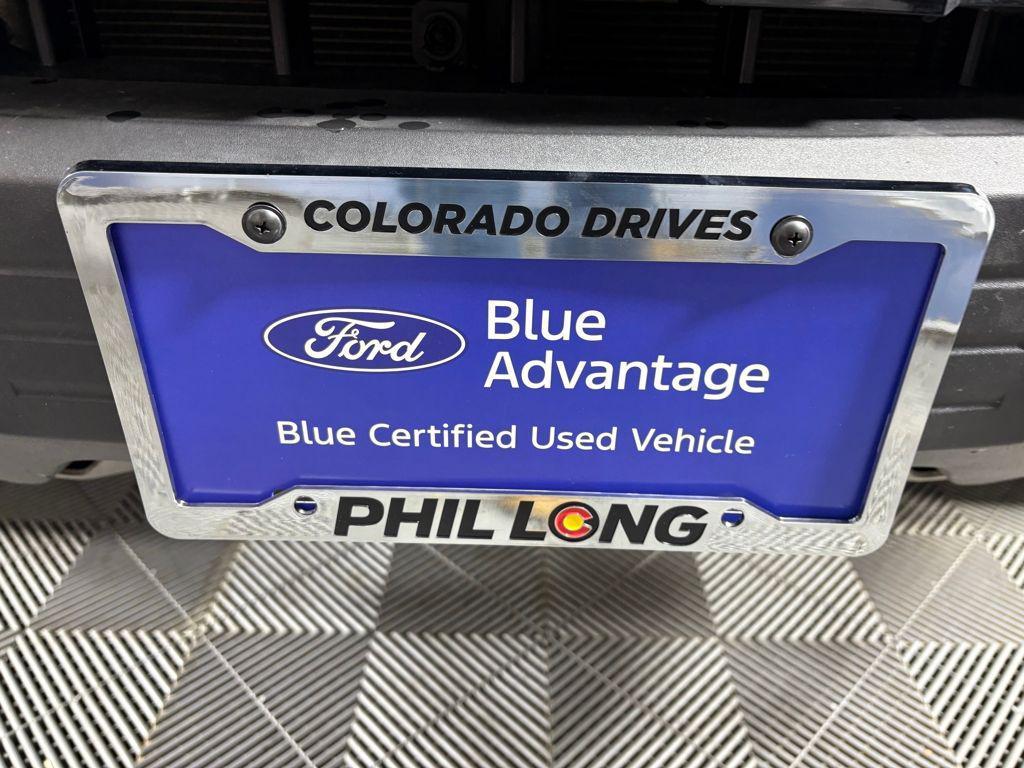 COLORADO DRIVES
Ford
Blue
Advantage
Blue Certified Used Vehicle
PHIL LONG